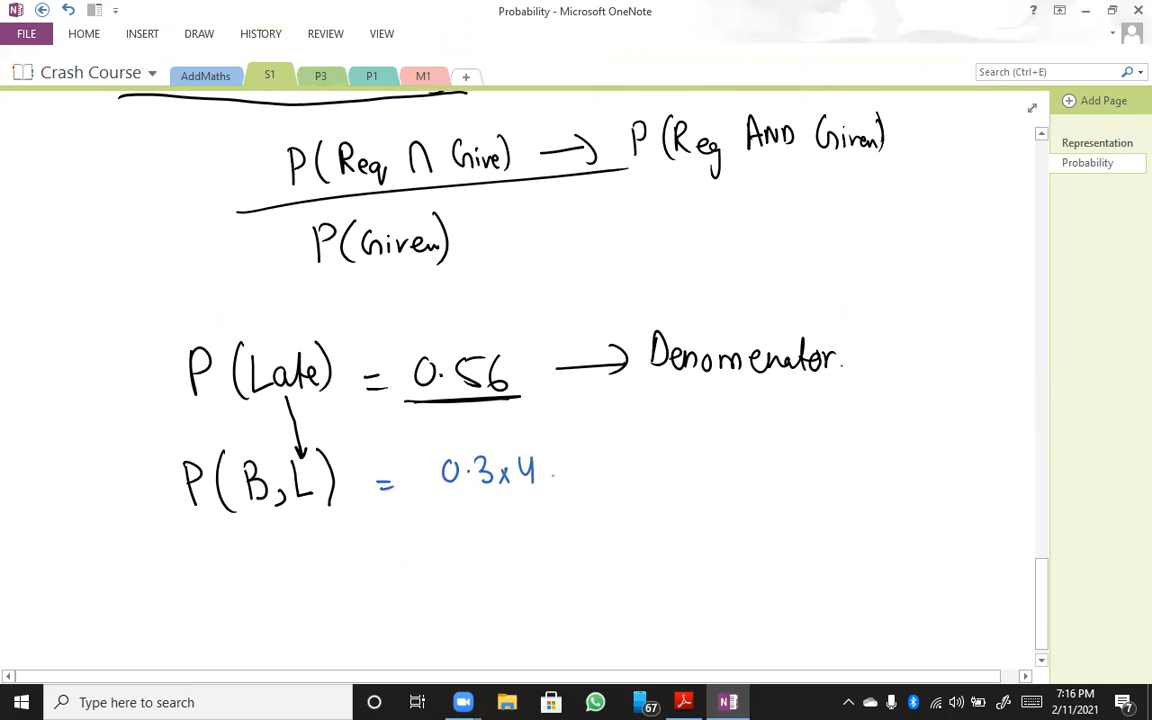 Probability - Microsoft OneNote
FILE HOME INSERT DRAW HISTORY REVIEW VIEW
Crash Course AddMaths S1 P3 P1 M1 Search (Ctrl+E)
Add Page
Representation
Probability
P(Req ∩ Give) → P(Req AND Given)
P(Given)
P(Late) = 0.56 → Denomenator.
P(B,L) = 0.3x4
Type here to search
67
7:16 PM
2/11/2021
7